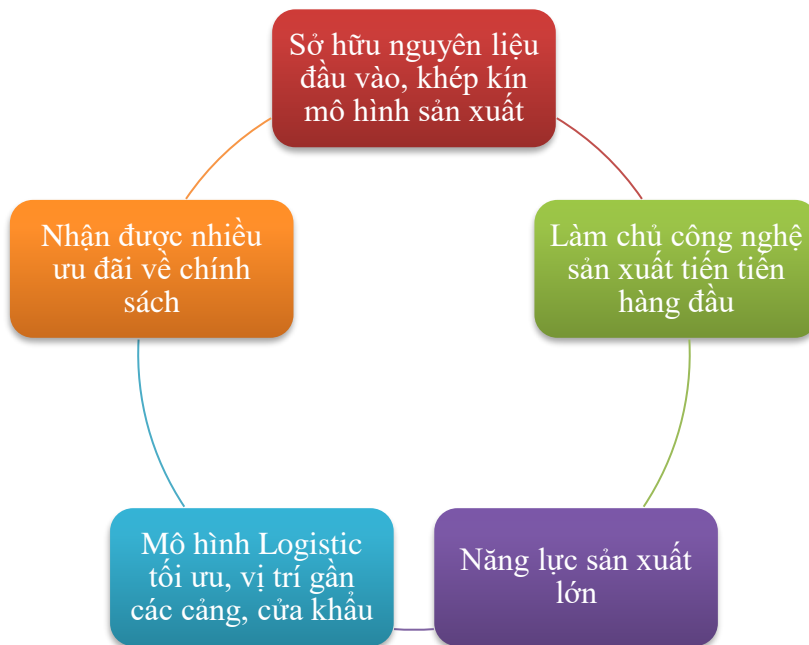 Sở hữu nguyên liệu
đầu vào, khép kín
mô hình sản xuất
Làm chủ công nghệ
sản xuất tiến tiến
hàng đầu
Năng lực sản xuất
lớn
Mô hình Logistic
tối ưu, vị trí gần
các cảng, cửa khẩu
Nhận được nhiều
ưu đãi về chính
sách